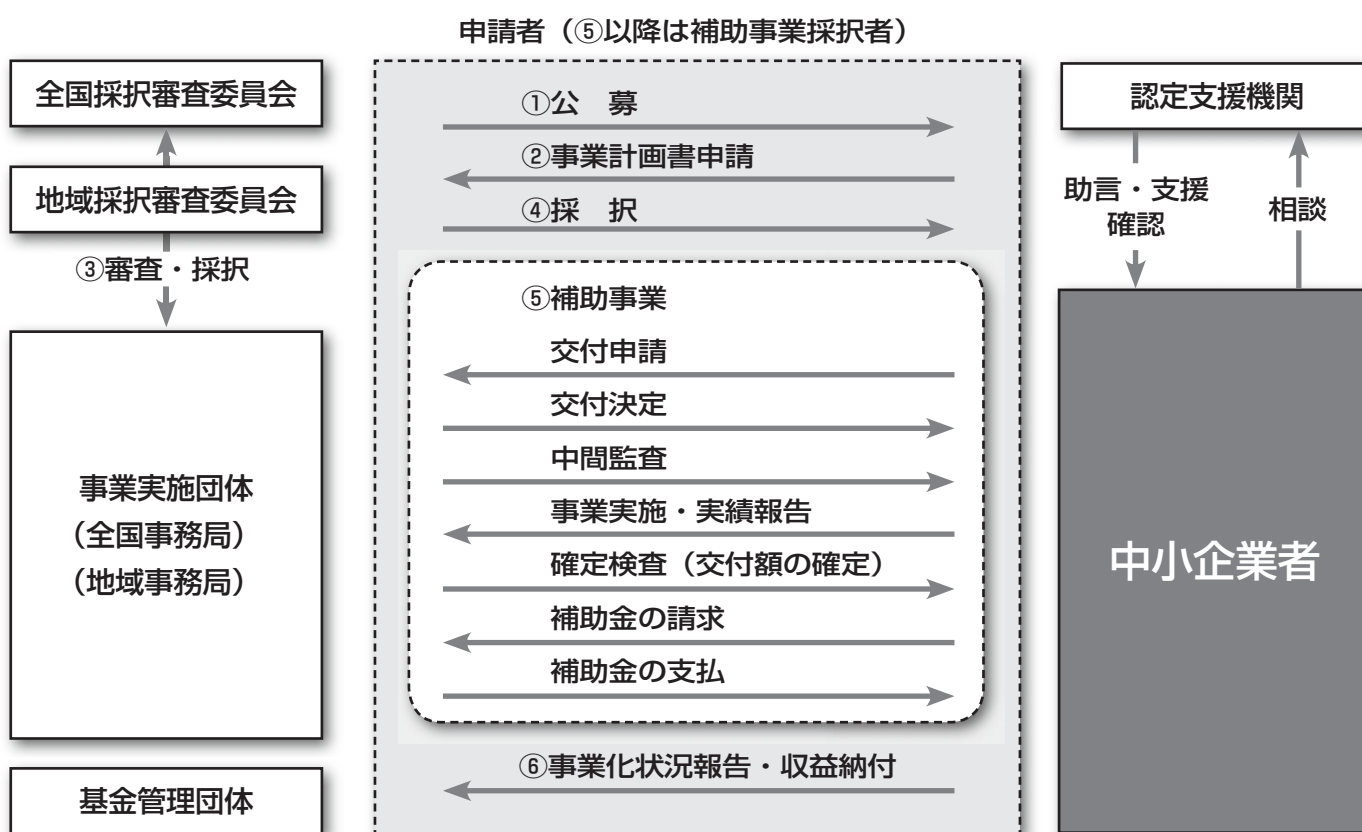 申請者（⑤以降は補助事業採択者）
全国採択審査委員会
地域採択審査委員会
③審査・採択
事業実施団体
（全国事務局）
（地域事務局）
基金管理団体
①公　募
②事業計画書申請
④採　択
⑤補助事業
交付申請
交付決定
中間監査
事業実施・実績報告
確定検査（交付額の確定）
補助金の請求
補助金の支払
⑥事業化状況報告・収益納付
認定支援機関
助言・支援
確認
相談
中小企業者